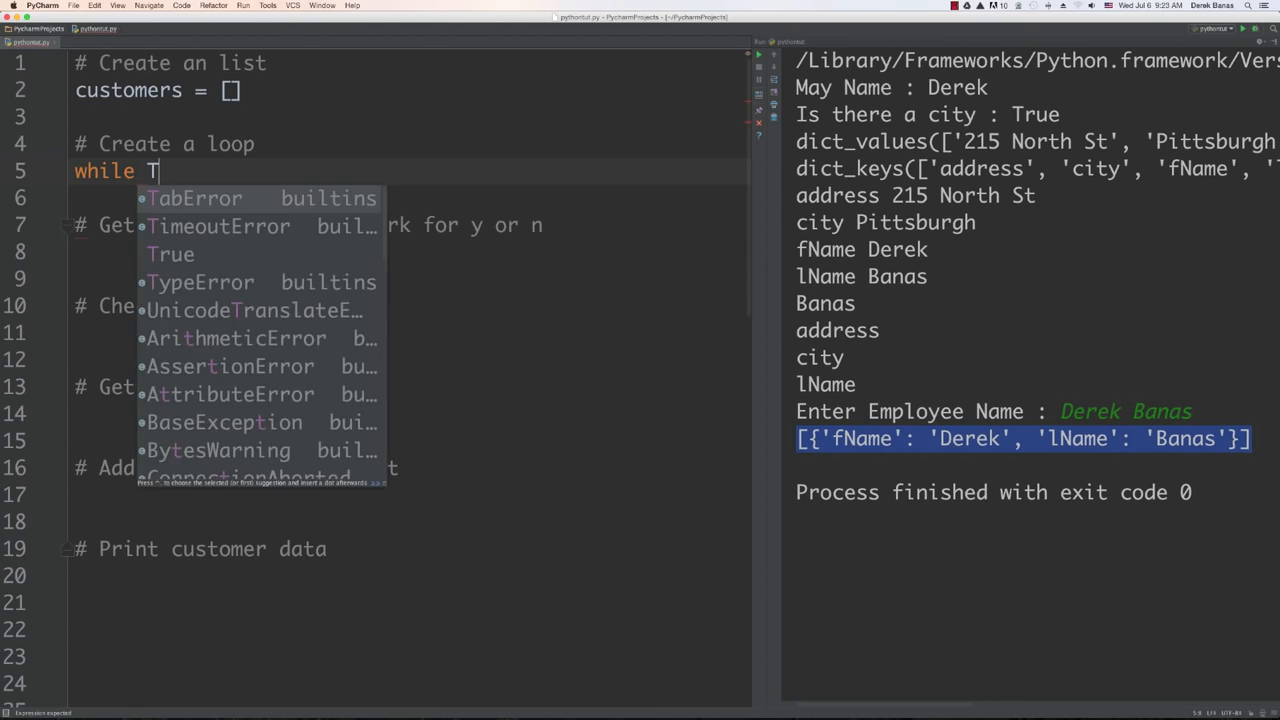 PyCharm File Edit View Navigate Code Refactor Run Tools VCS Window Help 10 Wed Jul 6 9:23 AM Derek Banas
pythontut.py - PycharmProjects - [~/PycharmProjects]
PycharmProjects pythontut.py pythontut
pythontut.py
Run pythontut
1 # Create an list
2 customers = []
3
4 # Create a loop
5 while T
6
7 # Get rk for y or n
8
9
10 # Che
11
12
13 # Get
14
15
16 # Add t
17
18
19 # Print customer data
20
21
22
23
24
TabError builtins
TimeoutError buil…
True
TypeError builtins
UnicodeTranslateE…
ArithmeticError b…
AssertionError bu…
AttributeError bu…
BaseException bui…
BytesWarning buil…
ConnectionAborted
Press ^. to choose the selected (or first) suggestion and insert a dot afterwards >>
/Library/Frameworks/Python.framework/Vers
May Name : Derek
Is there a city : True
dict_values(['215 North St', 'Pittsburgh
dict_keys(['address', 'city', 'fName', 'l
address 215 North St
city Pittsburgh
fName Derek
lName Banas
Banas
address
city
lName
Enter Employee Name : Derek Banas
[{'fName': 'Derek', 'lName': 'Banas'}]
Process finished with exit code 0
Expression expected 5:8 LF÷ UTF-8÷